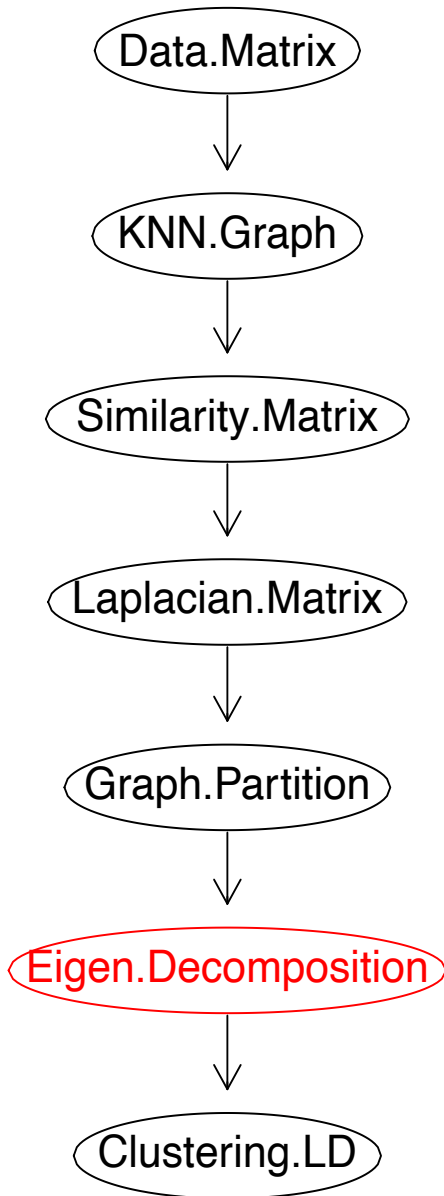 Data.Matrix
KNN.Graph
Similarity.Matrix
Laplacian.Matrix
Graph.Partition
Eigen.Decomposition
Clustering.LD